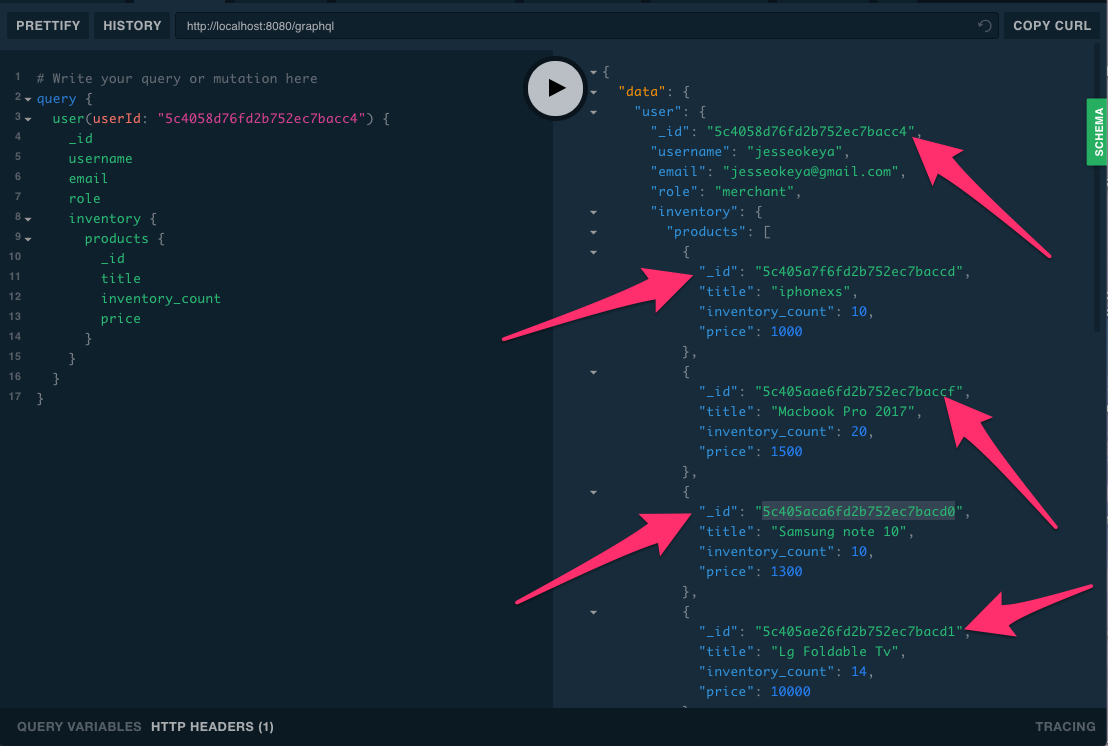 PRETTIFY HISTORY http://localhost:8080/graphql COPY CURL
1 # Write your query or mutation here
2 query {
3 user(userId: "5c4058d76fd2b752ec7bacc4") {
4 _id
5 username
6 email
7 role
8 inventory {
9 products {
10 _id
11 title
12 inventory_count
13 price
14 }
15 }
16 }
17 }
{
"data": {
"user": {
"_id": "5c4058d76fd2b752ec7bacc4",
"username": "jesseokeya",
"email": "jesseokeya@gmail.com",
"role": "merchant",
"inventory": {
"products": [
{
"_id": "5c405a7f6fd2b752ec7baccd",
"title": "iphonexs",
"inventory_count": 10,
"price": 1000
},
{
"_id": "5c405aae6fd2b752ec7baccf",
"title": "Macbook Pro 2017",
"inventory_count": 20,
"price": 1500
},
{
"_id": "5c405aca6fd2b752ec7bacd0",
"title": "Samsung note 10",
"inventory_count": 10,
"price": 1300
},
{
"_id": "5c405ae26fd2b752ec7bacd1",
"title": "Lg Foldable Tv",
"inventory_count": 14,
"price": 10000
SCHEMA
QUERY VARIABLES HTTP HEADERS (1) TRACING